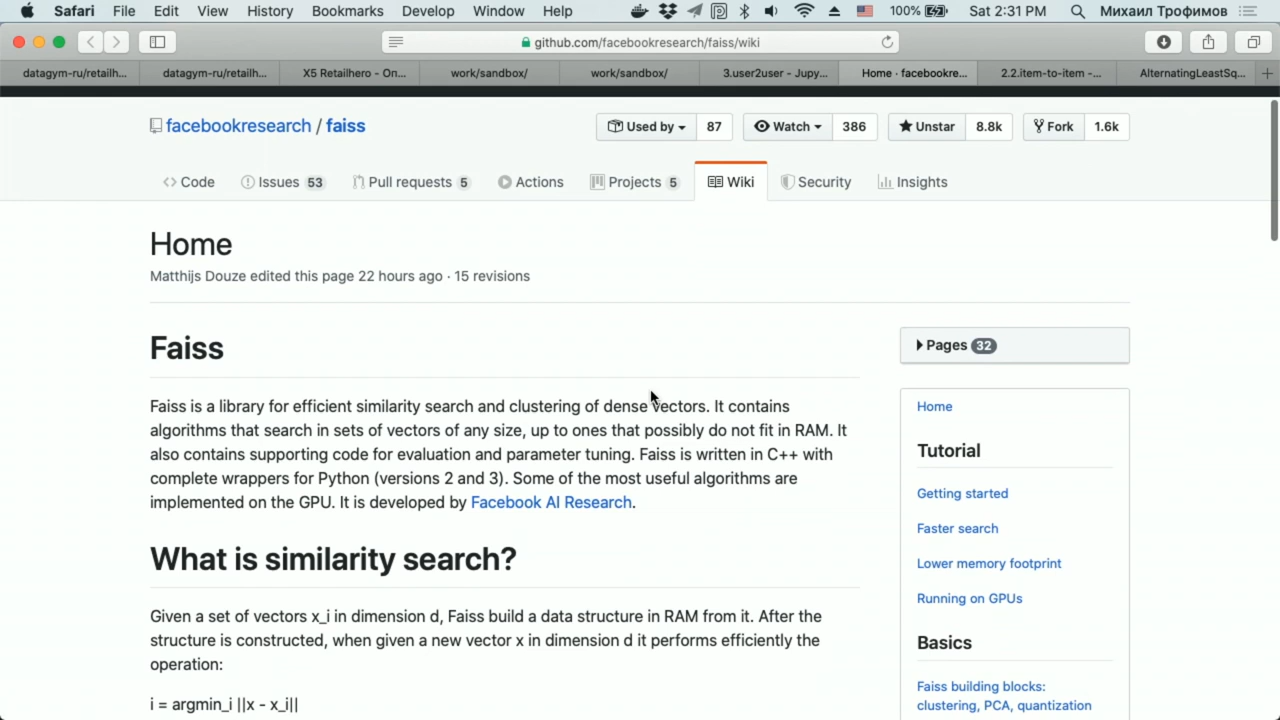 Safari File Edit View History Bookmarks Develop Window Help 100% Sat 2:31 PM Михаил Трофимов
github.com/facebookresearch/faiss/wiki
datagym-ru/retailh... datagym-ru/retailh... X5 Retailhero - On... work/sandbox/ work/sandbox/ 3.user2user - Jupy... Home · facebookre... 2.2.item-to-item -... AlternatingLeastSq...
facebookresearch / faiss
Used by 87 Watch 386 Unstar 8.8k Fork 1.6k
Code Issues 53 Pull requests 5 Actions Projects 5 Wiki Security Insights
Home
Matthijs Douze edited this page 22 hours ago · 15 revisions
Faiss
Faiss is a library for efficient similarity search and clustering of dense vectors. It contains
algorithms that search in sets of vectors of any size, up to ones that possibly do not fit in RAM. It
also contains supporting code for evaluation and parameter tuning. Faiss is written in C++ with
complete wrappers for Python (versions 2 and 3). Some of the most useful algorithms are
implemented on the GPU. It is developed by Facebook AI Research.
What is similarity search?
Given a set of vectors x_i in dimension d, Faiss build a data structure in RAM from it. After the
structure is constructed, when given a new vector x in dimension d it performs efficiently the
operation:
i = argmin_i ||x - x_i||
Pages 32
Home
Tutorial
Getting started
Faster search
Lower memory footprint
Running on GPUs
Basics
Faiss building blocks:
clustering, PCA, quantization